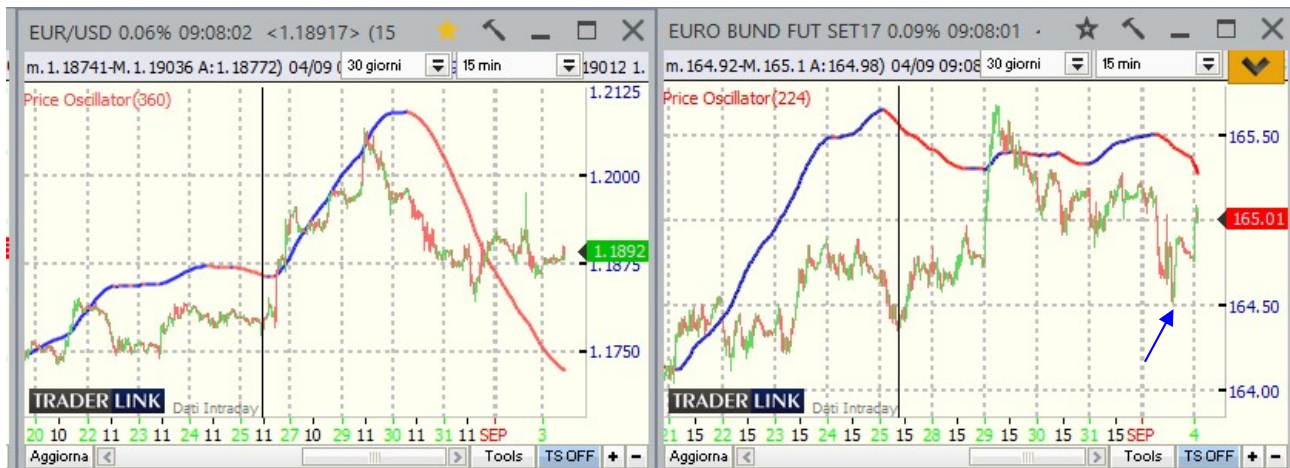 EUR/USD 0.06% 09:08:02 <1.18917> (15
m.1.18741-M.1.19036 A:1.18772) 04/09 30 giorni 15 min 19012 1.
Price Oscillator(360)
1.2125
1.2000
1.1892
1.1875
1.1750
TRADER LINK Dati Intraday
20 10 22 11 23 11 24 11 25 11 27 10 29 11 30 11 31 11 SEP 3
Aggiorna Tools TS OFF + -
EURO BUND FUT SET17 0.09% 09:08:01
m.164.92-M.165.1 A:164.98) 04/09 09:08 30 giorni 15 min
Price Oscillator(224)
165.50
165.01
164.50
164.00
TRADER LINK Dati Intraday
21 15 22 15 23 15 24 15 25 15 28 15 29 15 30 15 31 15 SEP 4
Aggiorna Tools TS OFF + -